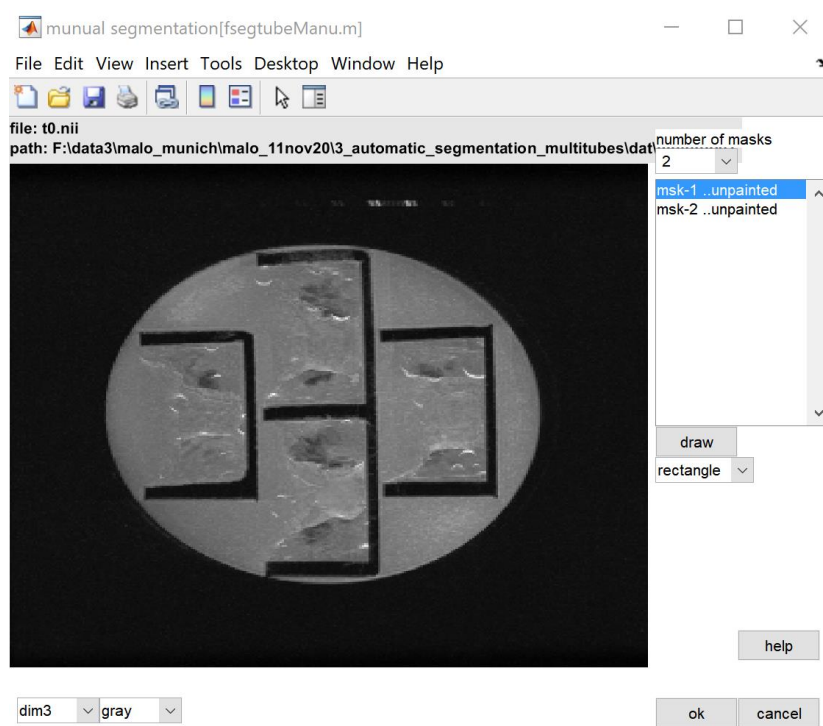 munual segmentation[fsegtubeManu.m]
File Edit View Insert Tools Desktop Window Help
file: t0.nii
path: F:\data3\malo_munich\malo_11nov20\3_automatic_segmentation_multitubes\dat\
number of masks
2
msk-1 ..unpainted
msk-2 ..unpainted
draw
rectangle
help
dim3 gray ok cancel